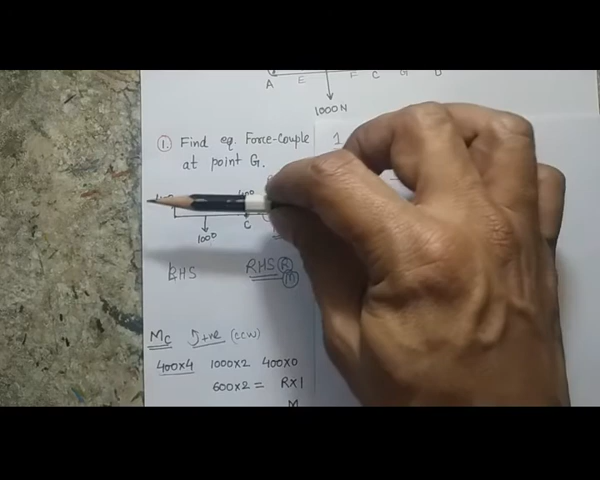 A E F C G D
1000 N
1. Find eq. Force-Couple
at point G.
1
400
1000
C
LHS RHS R
M
Mc +ve (ccw)
400x4 1000x2 400x0
600x2 = Rx1
M